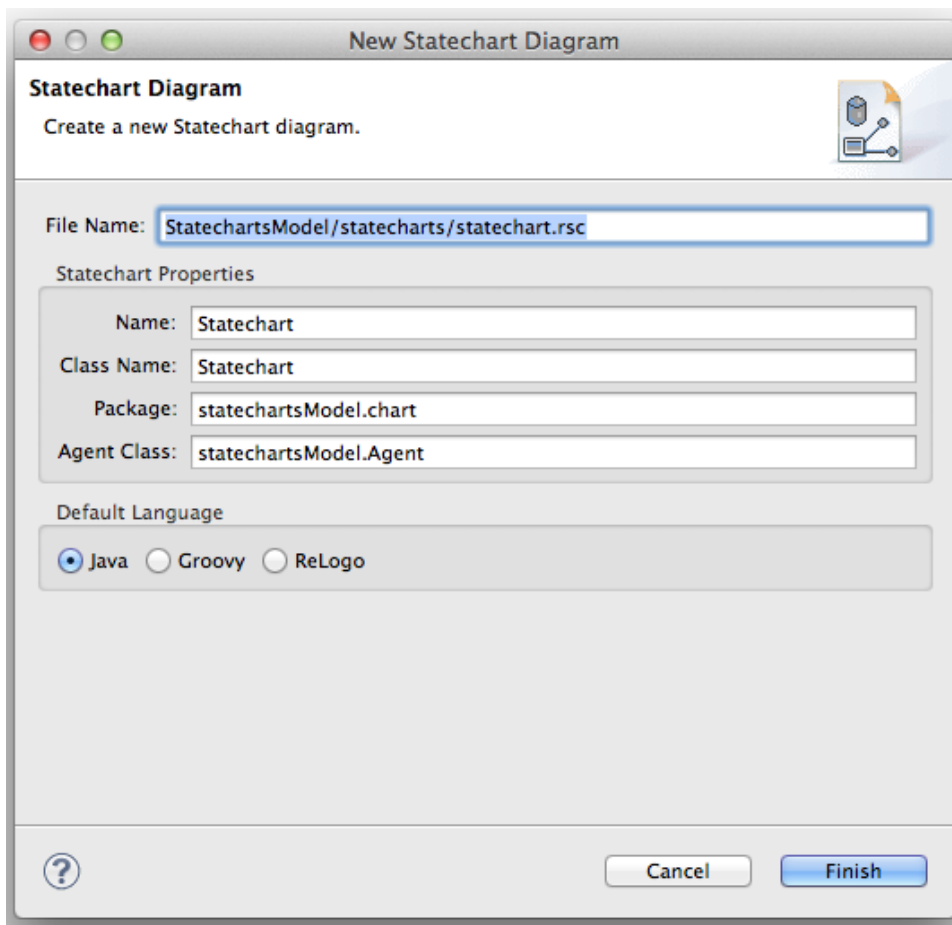 New Statechart Diagram
Statechart Diagram
Create a new Statechart diagram.
File Name: StatechartsModel/statecharts/statechart.rsc
Statechart Properties
Name: Statechart
Class Name: Statechart
Package: statechartsModel.chart
Agent Class: statechartsModel.Agent
Default Language
Java Groovy ReLogo
? Cancel Finish